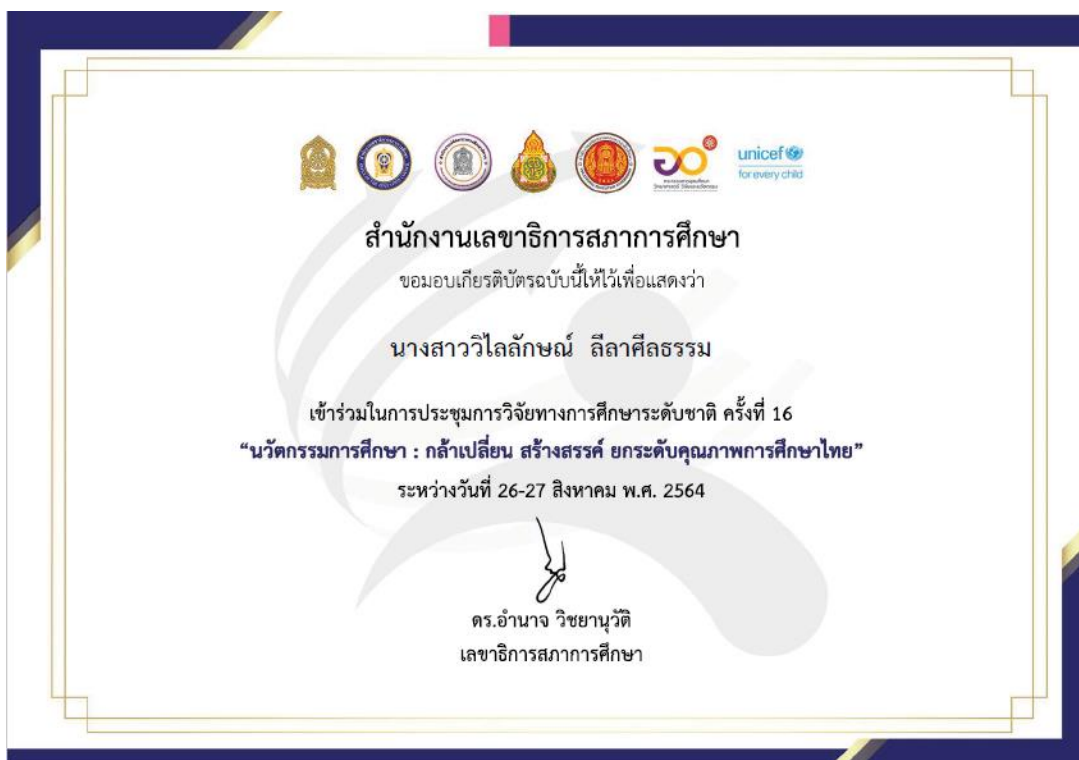 unicef
for every child
สำนักงานเลขาธิการสภาการศึกษา
ขอมอบเกียรติบัตรฉบับนี้ให้ไว้เพื่อแสดงว่า
นางสาววิไลลักษณ์ ลีลาศีลธรรม
เข้าร่วมในการประชุมการวิจัยทางการศึกษาระดับชาติ ครั้งที่ 16
“นวัตกรรมการศึกษา : กล้าเปลี่ยน สร้างสรรค์ ยกระดับคุณภาพการศึกษาไทย”
ระหว่างวันที่ 26-27 สิงหาคม พ.ศ. 2564
ดร.อำนาจ วิชยานุวัติ
เลขาธิการสภาการศึกษา